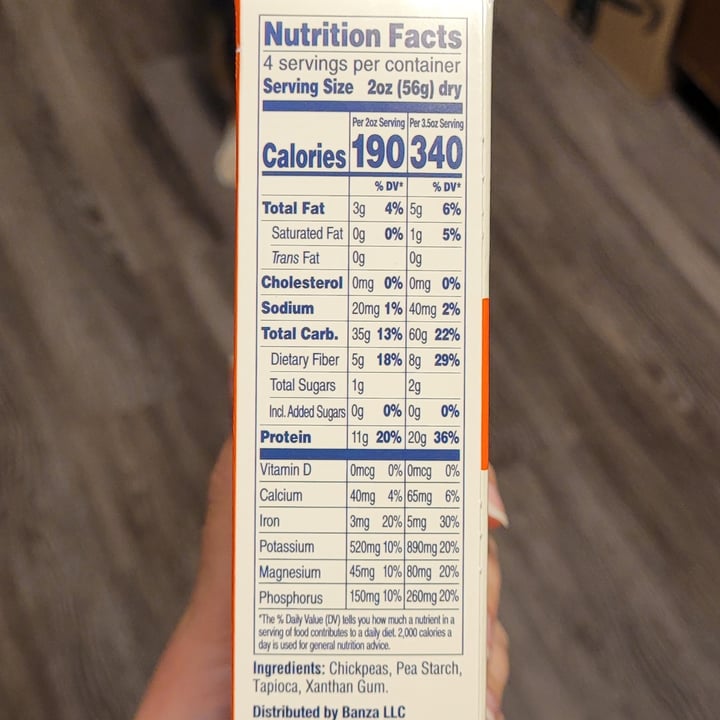 Nutrition Facts
4 servings per container
Serving Size 2oz (56g) dry
Per 2oz Serving Per 3.5oz Serving
Calories 190 340
% DV* % DV*
Total Fat 3g 4% 5g 6%
Saturated Fat 0g 0% 1g 5%
Trans Fat 0g 0g
Cholesterol 0mg 0% 0mg 0%
Sodium 20mg 1% 40mg 2%
Total Carb. 35g 13% 60g 22%
Dietary Fiber 5g 18% 8g 29%
Total Sugars 1g 2g
Incl. Added Sugars 0g 0% 0g 0%
Protein 11g 20% 20g 36%
Vitamin D 0mcg 0% 0mcg 0%
Calcium 40mg 4% 65mg 6%
Iron 3mg 20% 5mg 30%
Potassium 520mg 10% 890mg 20%
Magnesium 45mg 10% 80mg 20%
Phosphorus 150mg 10% 260mg 20%
*The % Daily Value (DV) tells you how much a nutrient in a
serving of food contributes to a daily diet. 2,000 calories a
day is used for general nutrition advice.
Ingredients: Chickpeas, Pea Starch,
Tapioca, Xanthan Gum.
Distributed by Banza LLC